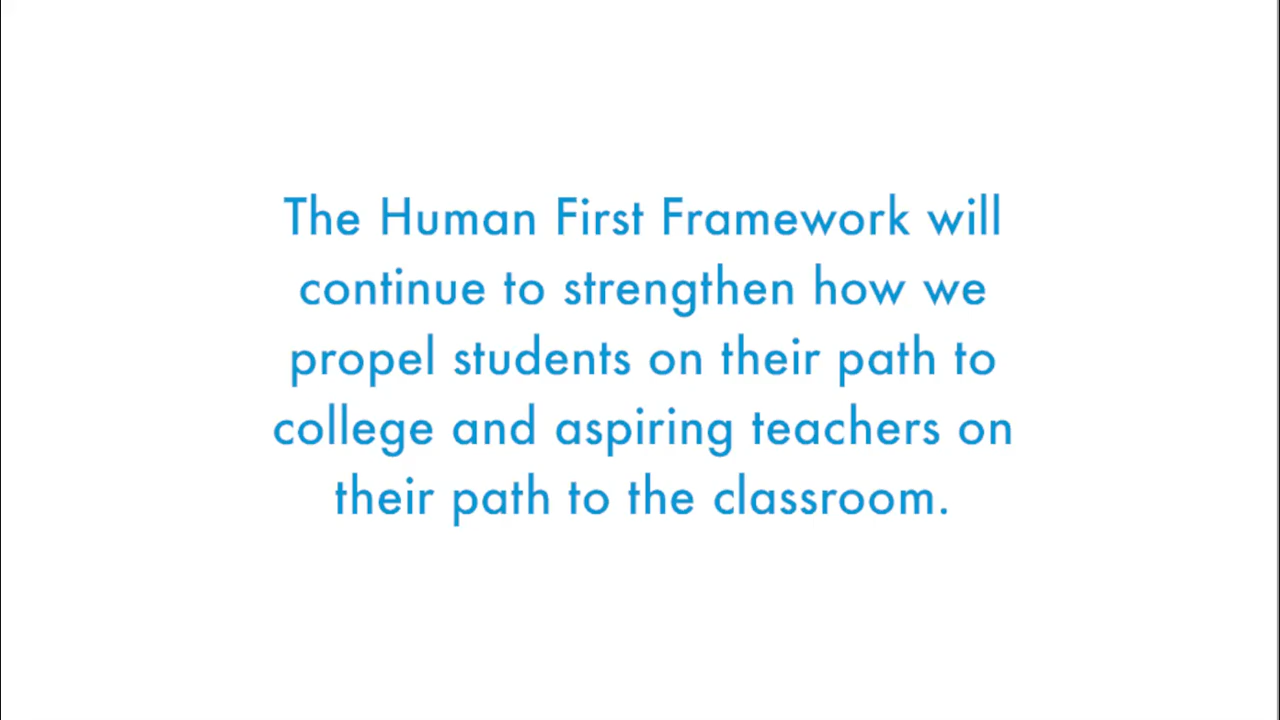 The Human First Framework will
continue to strengthen how we
propel students on their path to
college and aspiring teachers on
their path to the classroom.